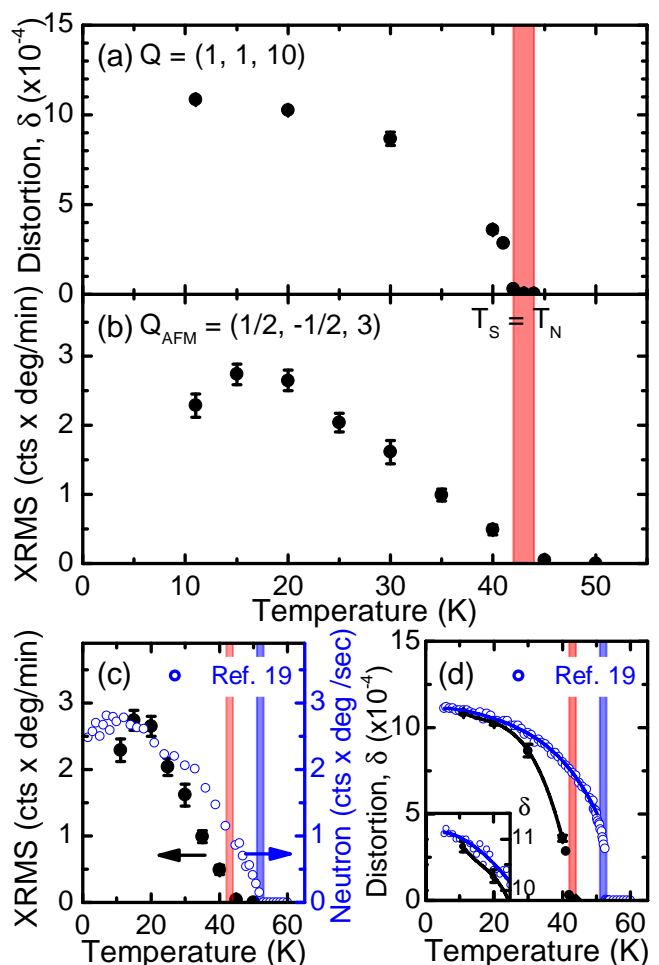 15
10
5
0
Distortion, δ (x10⁻⁴)
(a) Q = (1, 1, 10)
3
2
1
0
XRMS (cts x deg/min)
(b) Q_AFM = (1/2, -1/2, 3)
T_S = T_N
10 20 30 40 50
Temperature (K)
3
2
1
0
XRMS (cts x deg/min)
(c) Ref. 19
3
2
1
0
Neutron (cts x deg /sec)
0 20 40 60
Temperature (K)
15
10
5
0
Distortion, δ (x10⁻⁴)
(d) Ref. 19
δ
11
10
0 20 40 60
Temperature (K)